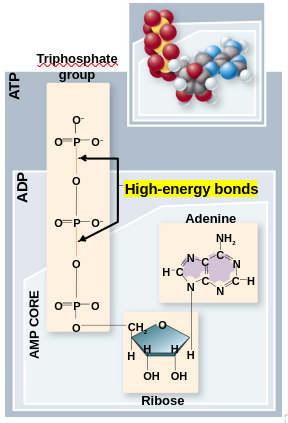 Triphosphate
group
ATP
O-
O=P-O-
O
ADP
High-energy bonds
O=P-O-
Adenine
NH2
O
N
C
C
N
H-C
C
C-H
N
N
AMP CORE
O=P-O
O
CH2
O
H
H
H
H
OH
OH
Ribose